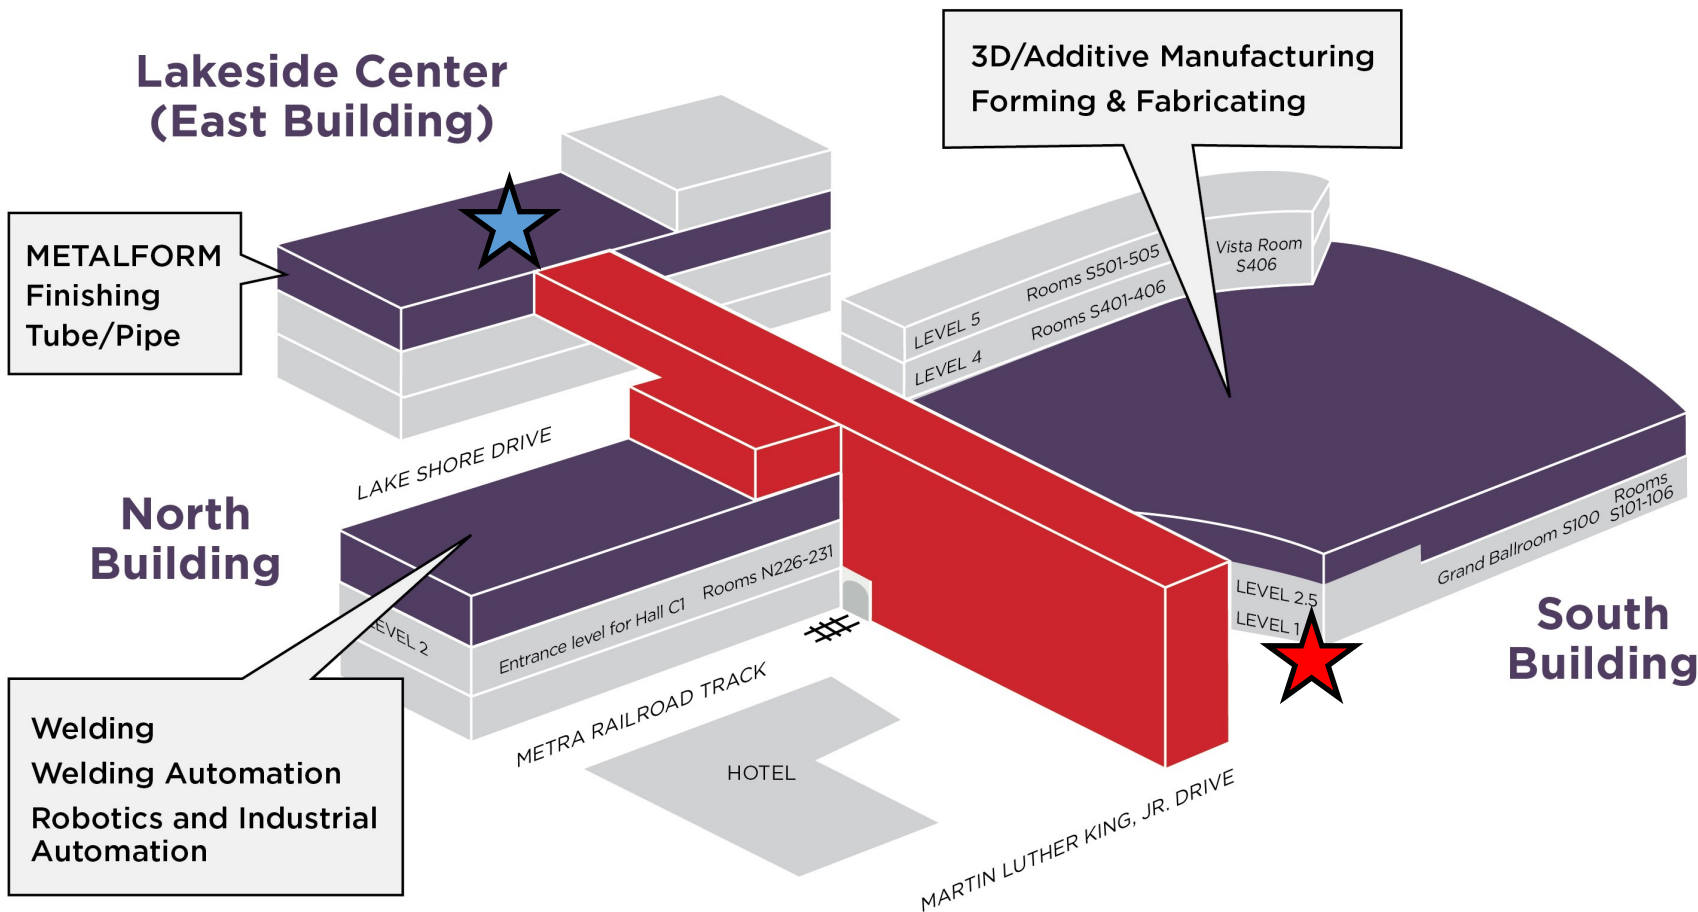 Lakeside Center
(East Building)
3D/Additive Manufacturing
Forming & Fabricating
METALFORM
Finishing
Tube/Pipe
Vista Room
S406
Rooms S501-505
LEVEL 5
Rooms S401-406
LEVEL 4
LAKE SHORE DRIVE
North
Building
Rooms
S101-106
Grand Ballroom S100
Rooms N226-231
Entrance level for Hall C1
LEVEL 2.5
LEVEL 1
EVEL 2
South
Building
METRA RAILROAD TRACK
Welding
Welding Automation
Robotics and Industrial
Automation
HOTEL
MARTIN LUTHER KING, JR. DRIVE